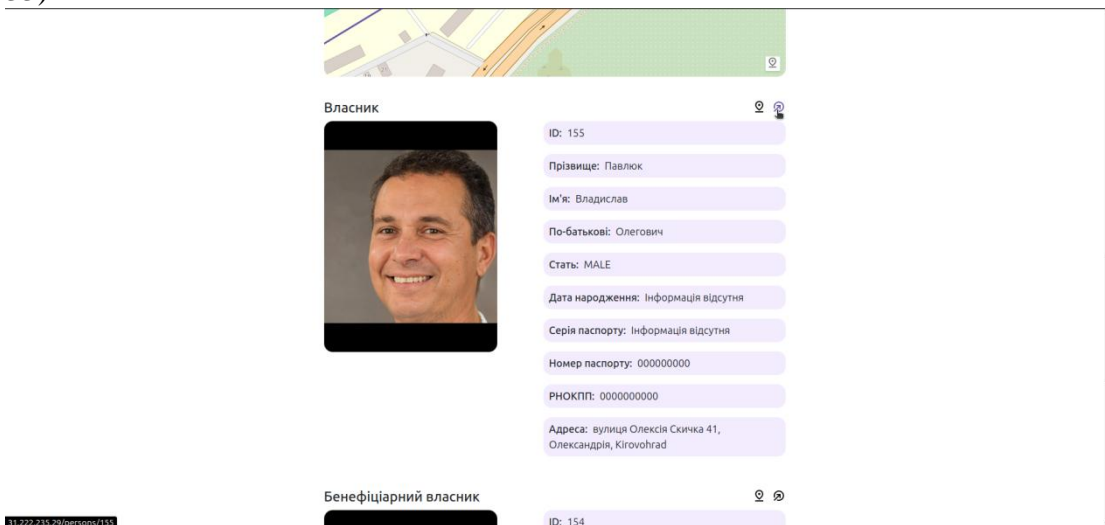 Власник
ID: 155
Прізвище: Павлюк
Ім'я: Владислав
По-батькові: Олегович
Стать: MALE
Дата народження: Інформація відсутня
Серія паспорту: Інформація відсутня
Номер паспорту: 000000000
РНОКПП: 0000000000
Адреса: вулиця Олексія Скичка 41,
Олександрія, Kirovohrad
Бенефіціарний власник
ID: 154
31.222.235.29/persons/155